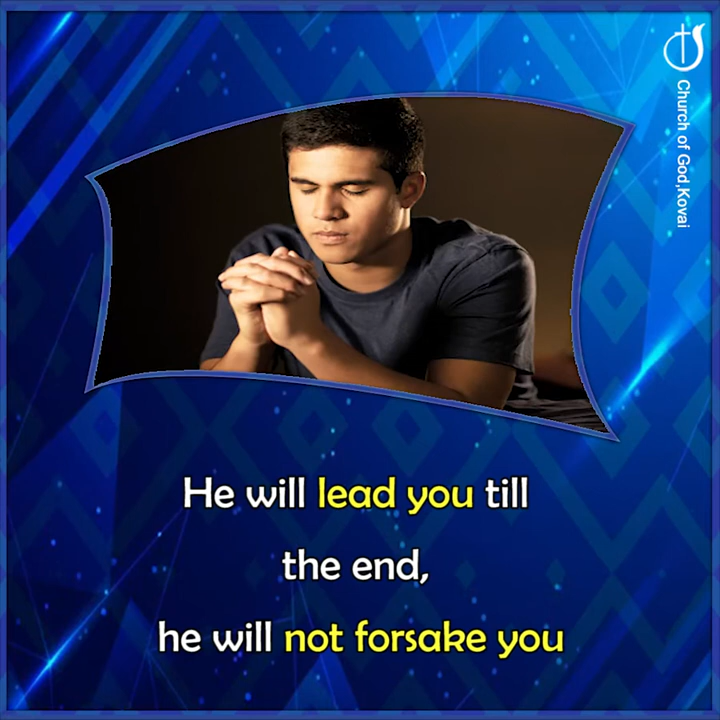 Church of God,Kovai
He will lead you till
the end,
he will not forsake you